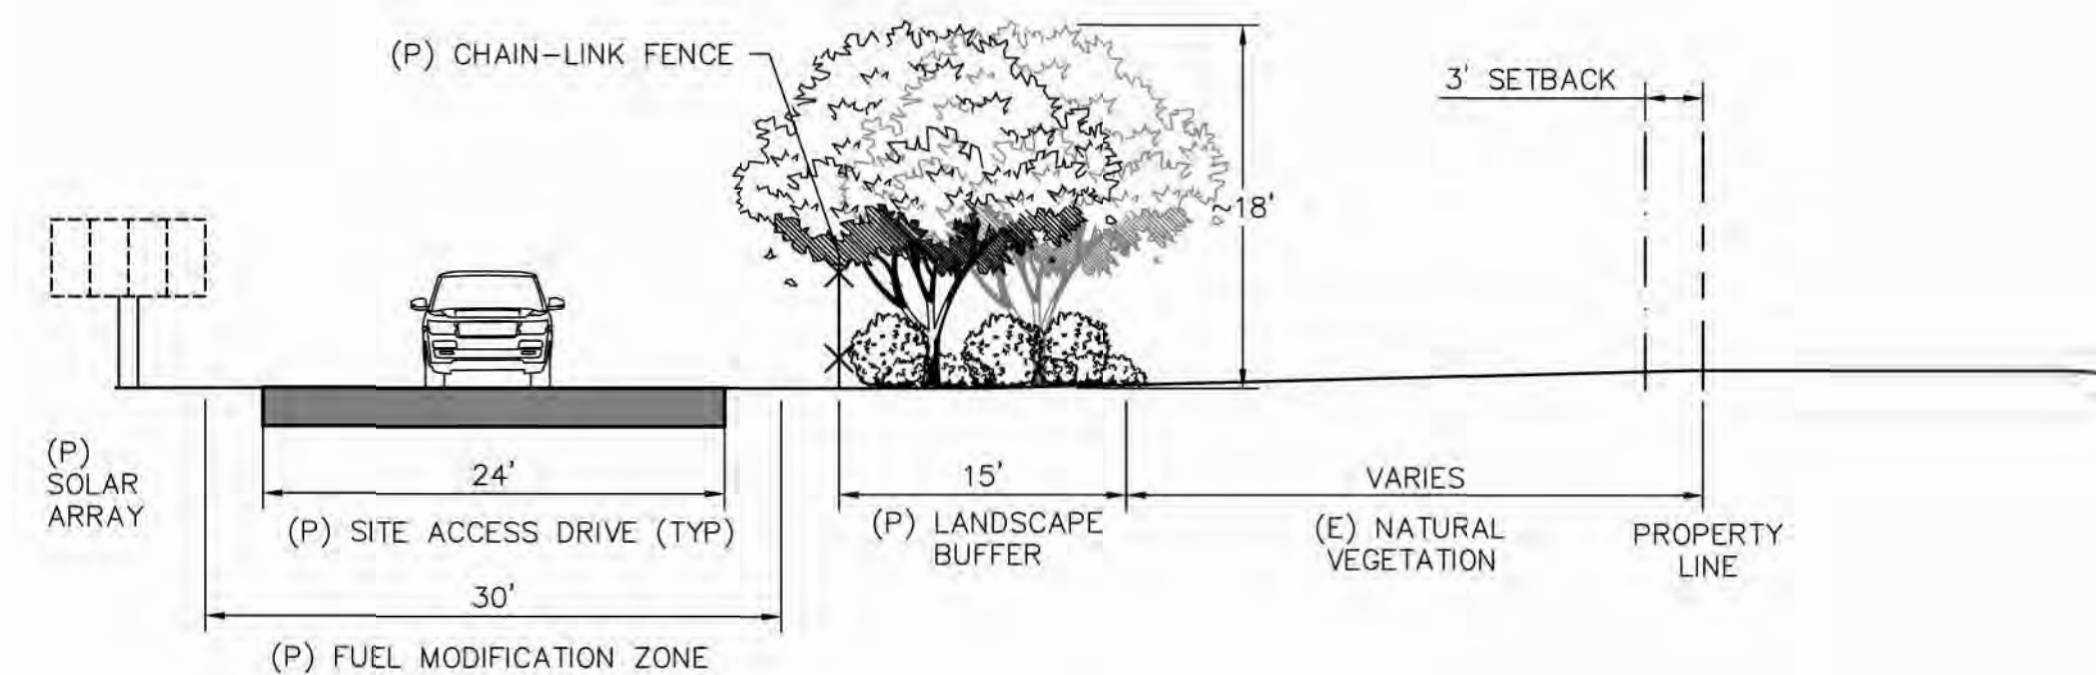 (P) CHAIN-LINK FENCE
3' SETBACK
~18'
(P)
SOLAR
ARRAY
24'
(P) SITE ACCESS DRIVE (TYP)
15'
(P) LANDSCAPE
BUFFER
VARIES
(E) NATURAL
VEGETATION
PROPERTY
LINE
30'
(P) FUEL MODIFICATION ZONE